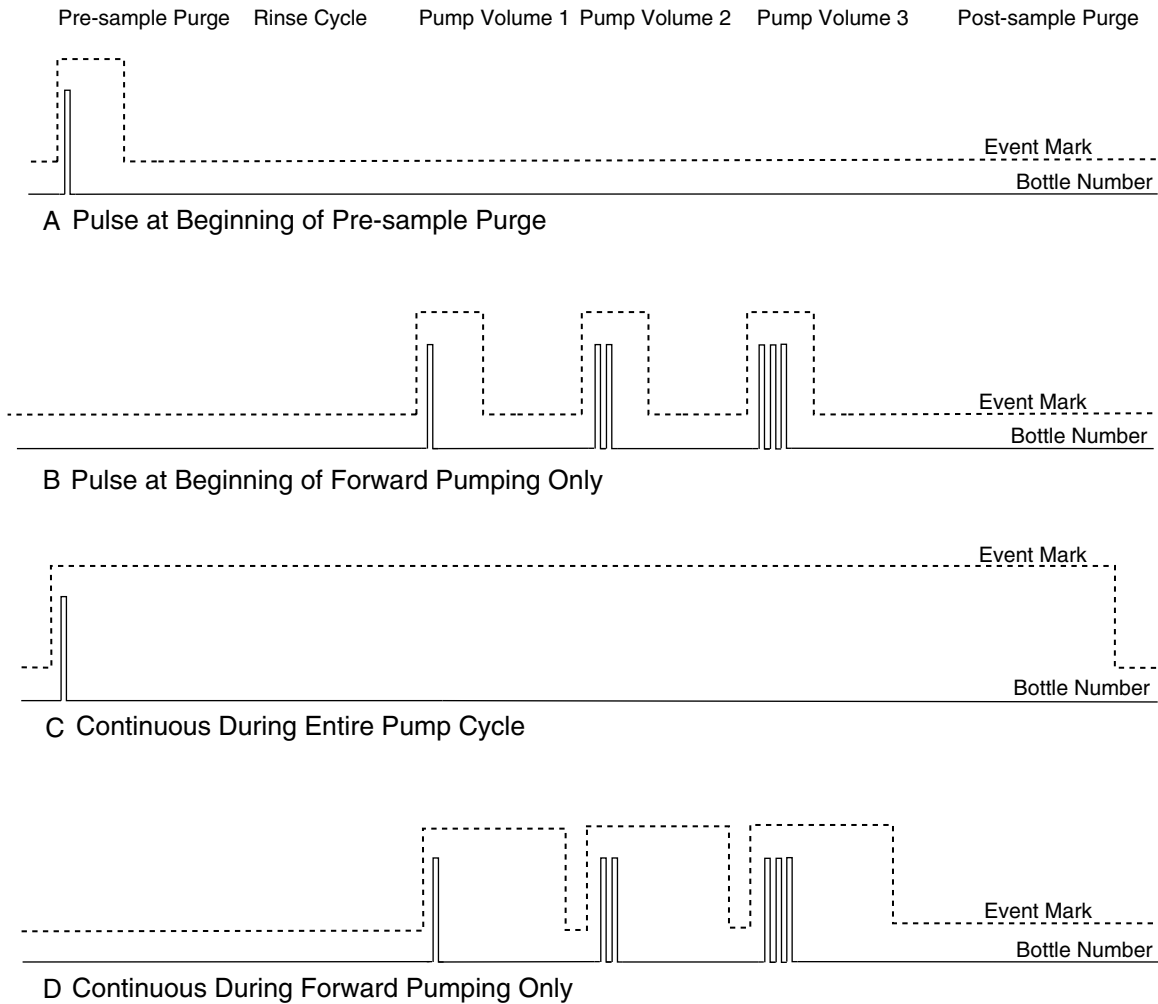 Pre-sample Purge Rinse Cycle Pump Volume 1 Pump Volume 2 Pump Volume 3 Post-sample Purge
Event Mark
Bottle Number
A Pulse at Beginning of Pre-sample Purge
Event Mark
Bottle Number
B Pulse at Beginning of Forward Pumping Only
Event Mark
Bottle Number
C Continuous During Entire Pump Cycle
Event Mark
Bottle Number
D Continuous During Forward Pumping Only